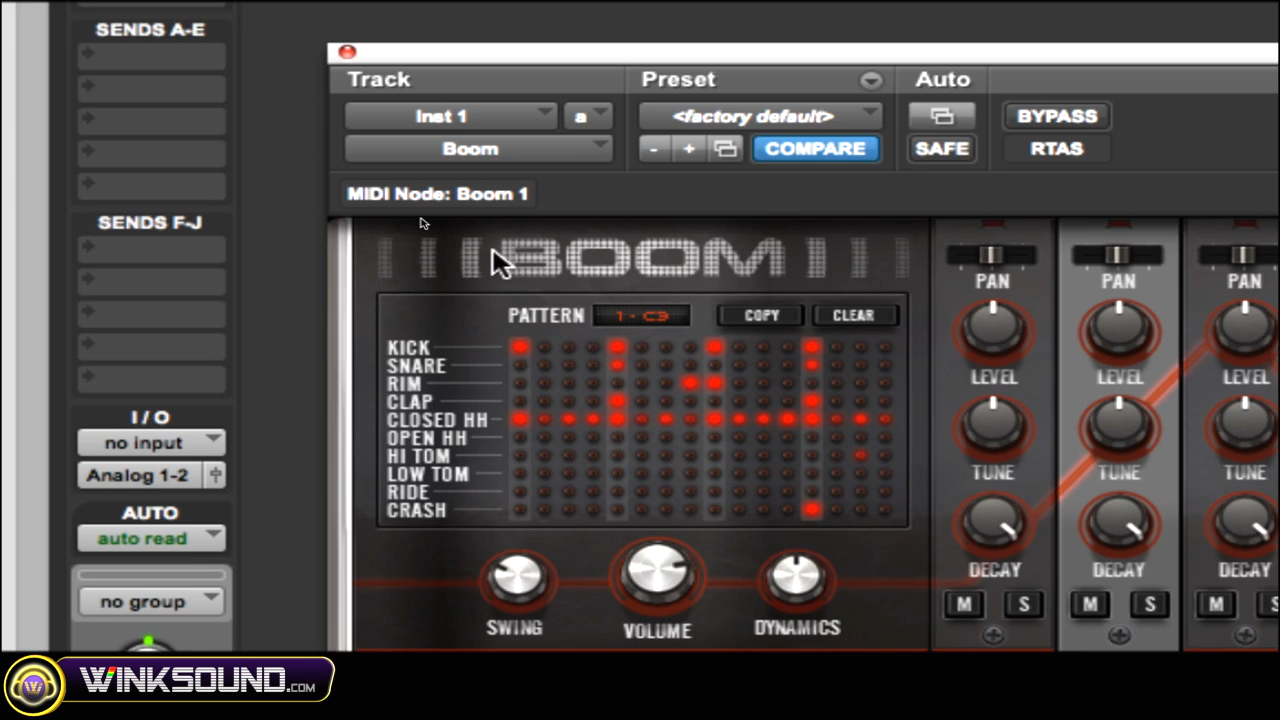 SENDS A-E
SENDS F-J
I / O
no input
Analog 1-2
AUTO
auto read
no group
Track
Preset
Auto
Inst 1
a
<factory default>
BYPASS
Boom
- +
COMPARE
SAFE
RTAS
MIDI Node: Boom 1
BOOM
PATTERN 1 - C3 COPY CLEAR
KICK
SNARE
RIM
CLAP
CLOSED HH
OPEN HH
HI TOM
LOW TOM
RIDE
CRASH
SWING
VOLUME
DYNAMICS
PAN PAN PAN
LEVEL LEVEL LEVEL
TUNE TUNE TUNE
DECAY DECAY DECAY
M S M S M S
W WINKSOUND.COM